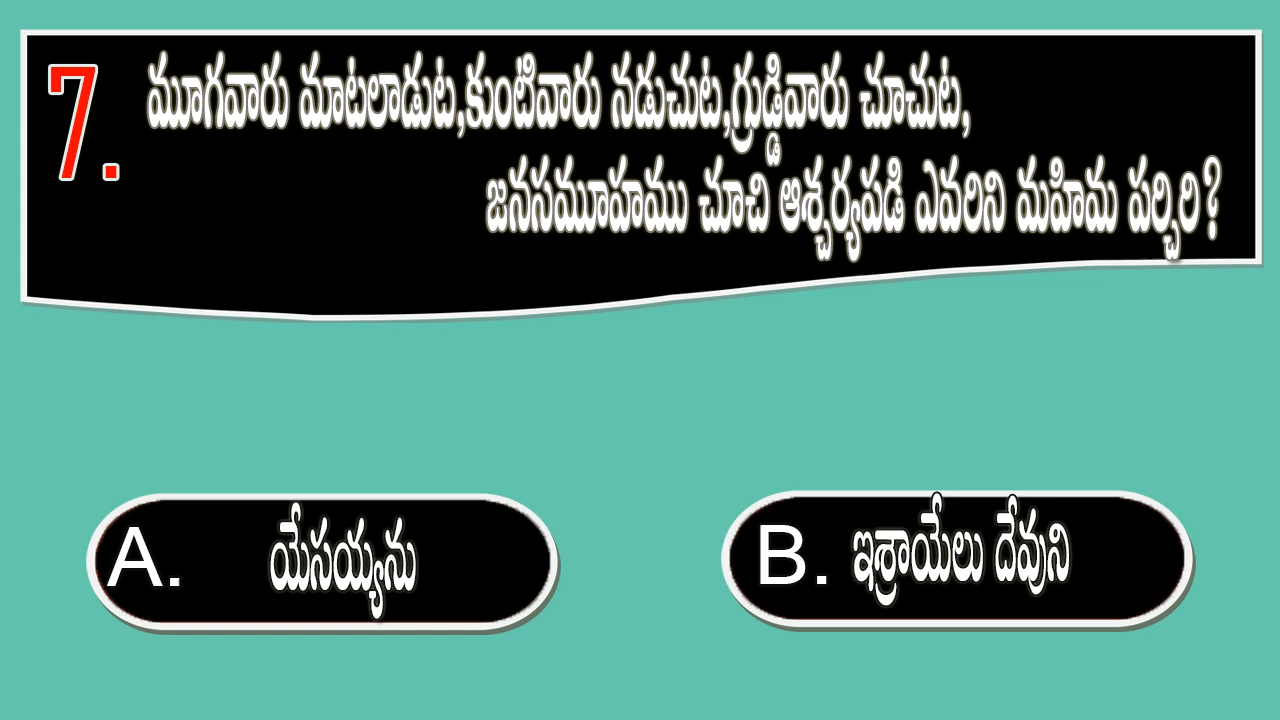 7. మూగవారు మాటలాడుట,కుంటివారు నడుచుట,గ్రుడ్డివారు చూచుట,
జనసమూహము చూచి ఆశ్చర్యపడి ఎవరిని మహిమ పర్చిరి?
A. యేసయ్యను
B. ఇశ్రాయేలు దేవుని